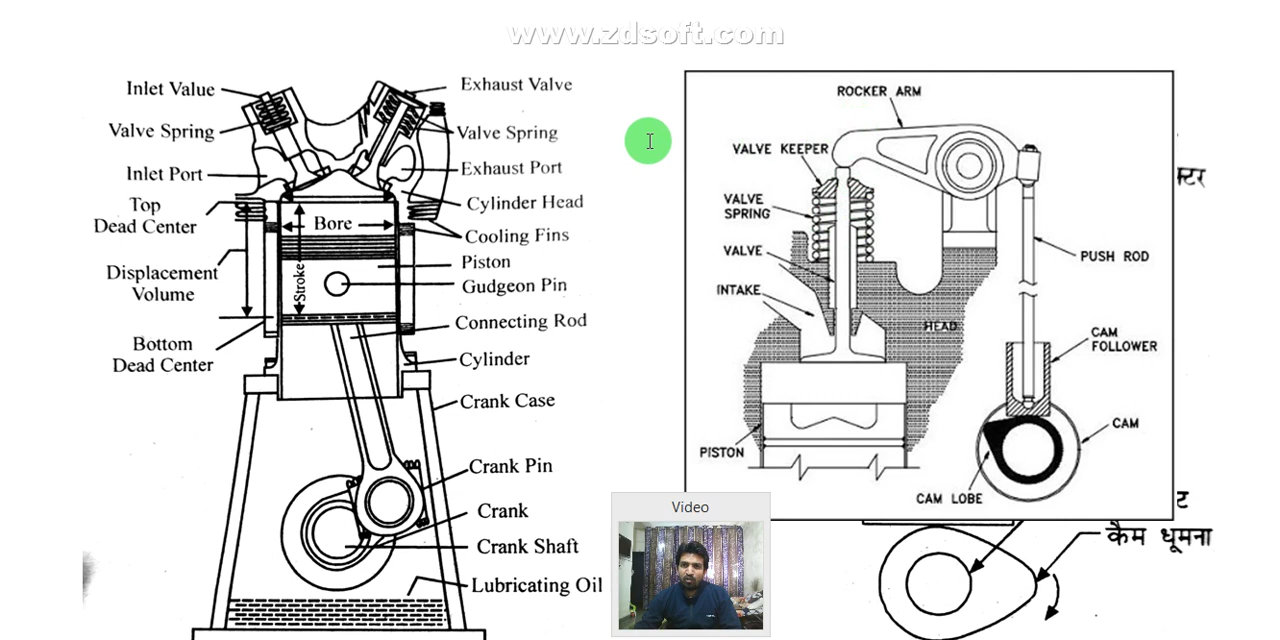 www.zdsoft.com
Inlet Value
Valve Spring
Inlet Port
Top
Dead Center
Displacement
Volume
Bottom
Dead Center
Bore
Stroke
Exhaust Valve
Valve Spring
Exhaust Port
Cylinder Head
Cooling Fins
Piston
Gudgeon Pin
Connecting Rod
Cylinder
Crank Case
Crank Pin
Crank
Crank Shaft
Lubricating Oil
ROCKER ARM
VALVE KEEPER
VALVE
SPRING
VALVE
INTAKE
HEAD
PUSH ROD
CAM
FOLLOWER
CAM
PISTON
CAM LOBE
Video
कैम घूमना